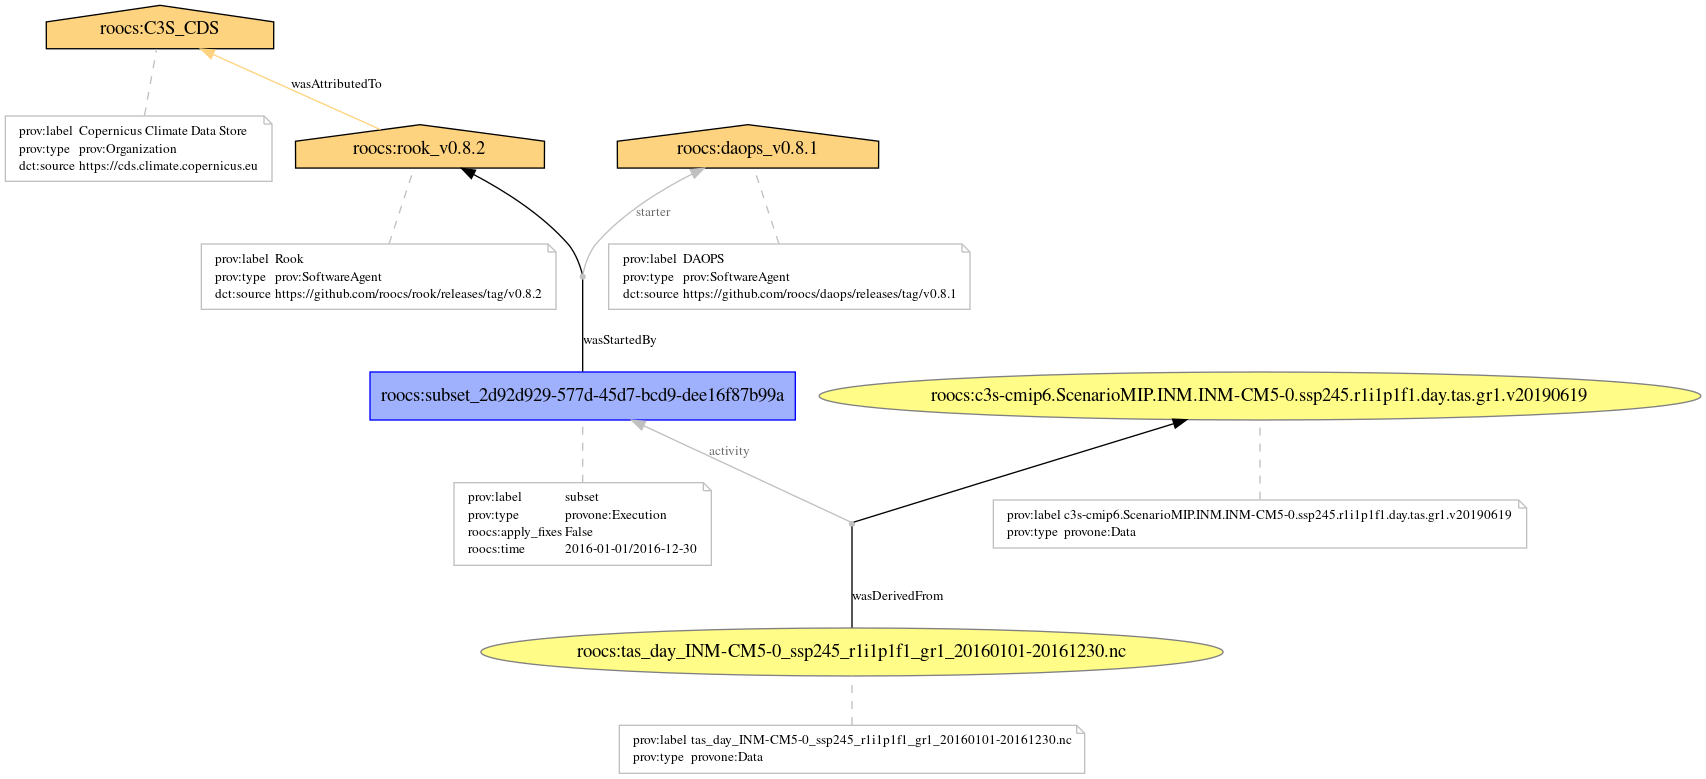 roocs:C3S_CDS
wasAttributedTo
prov:label Copernicus Climate Data Store
prov:type prov:Organization
dct:source https://cds.climate.copernicus.eu
roocs:rook_v0.8.2
roocs:daops_v0.8.1
starter
prov:label Rook
prov:type prov:SoftwareAgent
dct:source https://github.com/roocs/rook/releases/tag/v0.8.2
prov:label DAOPS
prov:type prov:SoftwareAgent
dct:source https://github.com/roocs/daops/releases/tag/v0.8.1
wasStartedBy
roocs:subset_2d92d929-577d-45d7-bcd9-dee16f87b99a
roocs:c3s-cmip6.ScenarioMIP.INM.INM-CM5-0.ssp245.r1i1p1f1.day.tas.gr1.v20190619
activity
prov:label subset
prov:type provone:Execution
roocs:apply_fixes False
roocs:time 2016-01-01/2016-12-30
prov:label c3s-cmip6.ScenarioMIP.INM.INM-CM5-0.ssp245.r1i1p1f1.day.tas.gr1.v20190619
prov:type provone:Data
wasDerivedFrom
roocs:tas_day_INM-CM5-0_ssp245_r1i1p1f1_gr1_20160101-20161230.nc
prov:label tas_day_INM-CM5-0_ssp245_r1i1p1f1_gr1_20160101-20161230.nc
prov:type provone:Data